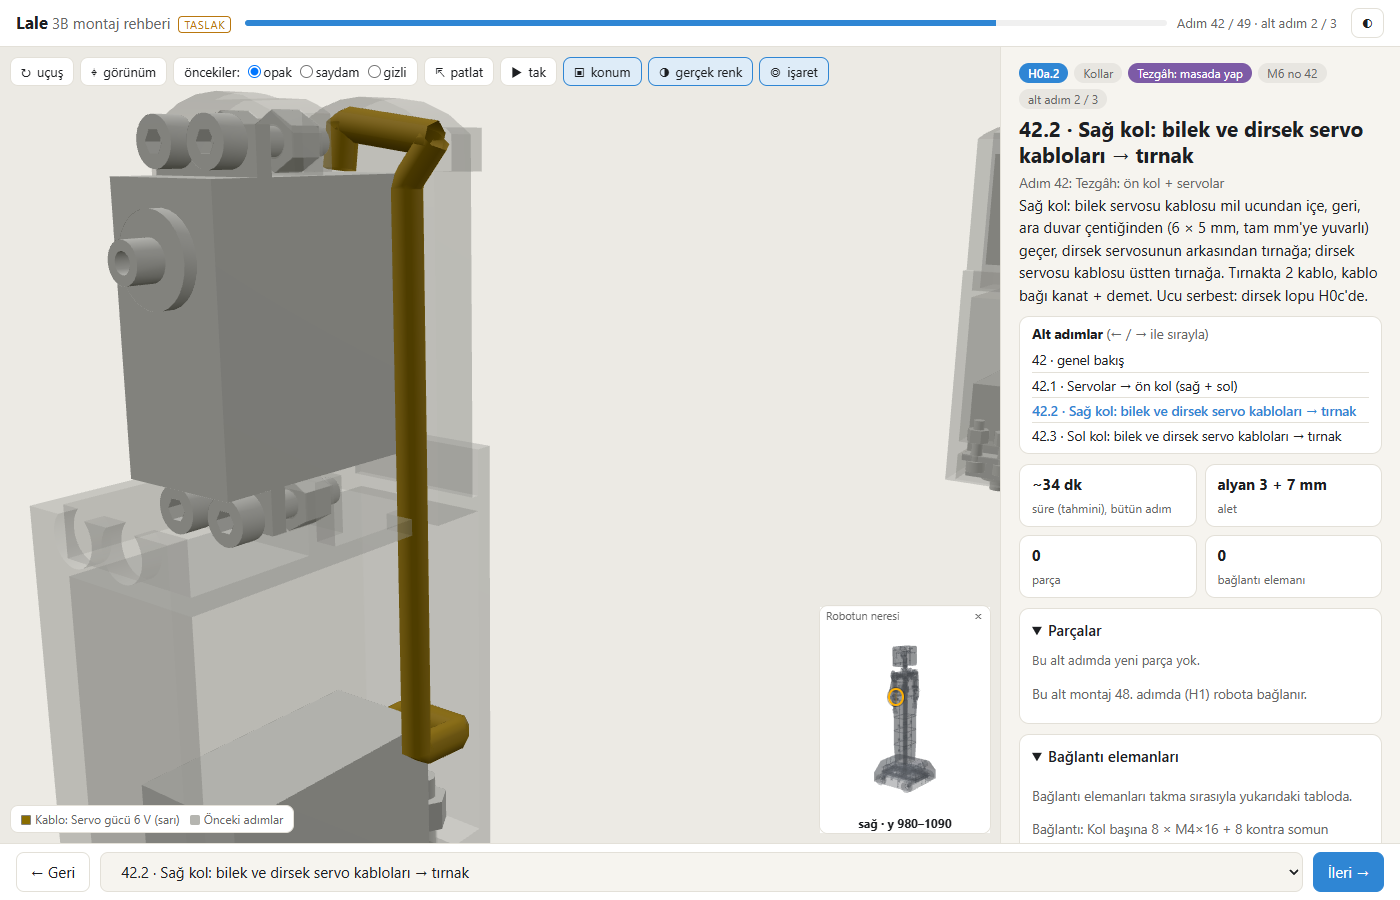 Lale 3B montaj rehberi TASLAK
Adım 42 / 49 · alt adım 2 / 3
↻ uçuş
⌖ görünüm
öncekiler: opak saydam gizli
↸ patlat
▶ tak
▣ konum
◑ gerçek renk
◎ işaret
Kablo: Servo gücü 6 V (sarı)
Önceki adımlar
Robotun neresi ×
sağ · y 980–1090
H0a.2 Kollar Tezgâh: masada yap M6 no 42
alt adım 2 / 3
42.2 · Sağ kol: bilek ve dirsek servo
kabloları → tırnak
Adım 42: Tezgâh: ön kol + servolar
Sağ kol: bilek servosu kablosu mil ucundan içe, geri,
ara duvar çentiğinden (6 × 5 mm, tam mm'ye yuvarlı)
geçer, dirsek servosunun arkasından tırnağa; dirsek
servosu kablosu üstten tırnağa. Tırnakta 2 kablo, kablo
bağı kanat + demet. Ucu serbest: dirsek lopu H0c'de.
Alt adımlar (← / → ile sırayla)
42 · genel bakış
42.1 · Servolar → ön kol (sağ + sol)
42.2 · Sağ kol: bilek ve dirsek servo kabloları → tırnak
42.3 · Sol kol: bilek ve dirsek servo kabloları → tırnak
~34 dk
süre (tahmini), bütün adım
alyan 3 + 7 mm
alet
0
parça
0
bağlantı elemanı
▼ Parçalar
Bu alt adımda yeni parça yok.
Bu alt montaj 48. adımda (H1) robota bağlanır.
▼ Bağlantı elemanları
Bağlantı elemanları takma sırasıyla yukarıdaki tabloda.
Bağlantı: Kol başına 8 × M4×16 + 8 kontra somun
← Geri
42.2 · Sağ kol: bilek ve dirsek servo kabloları → tırnak
İleri →